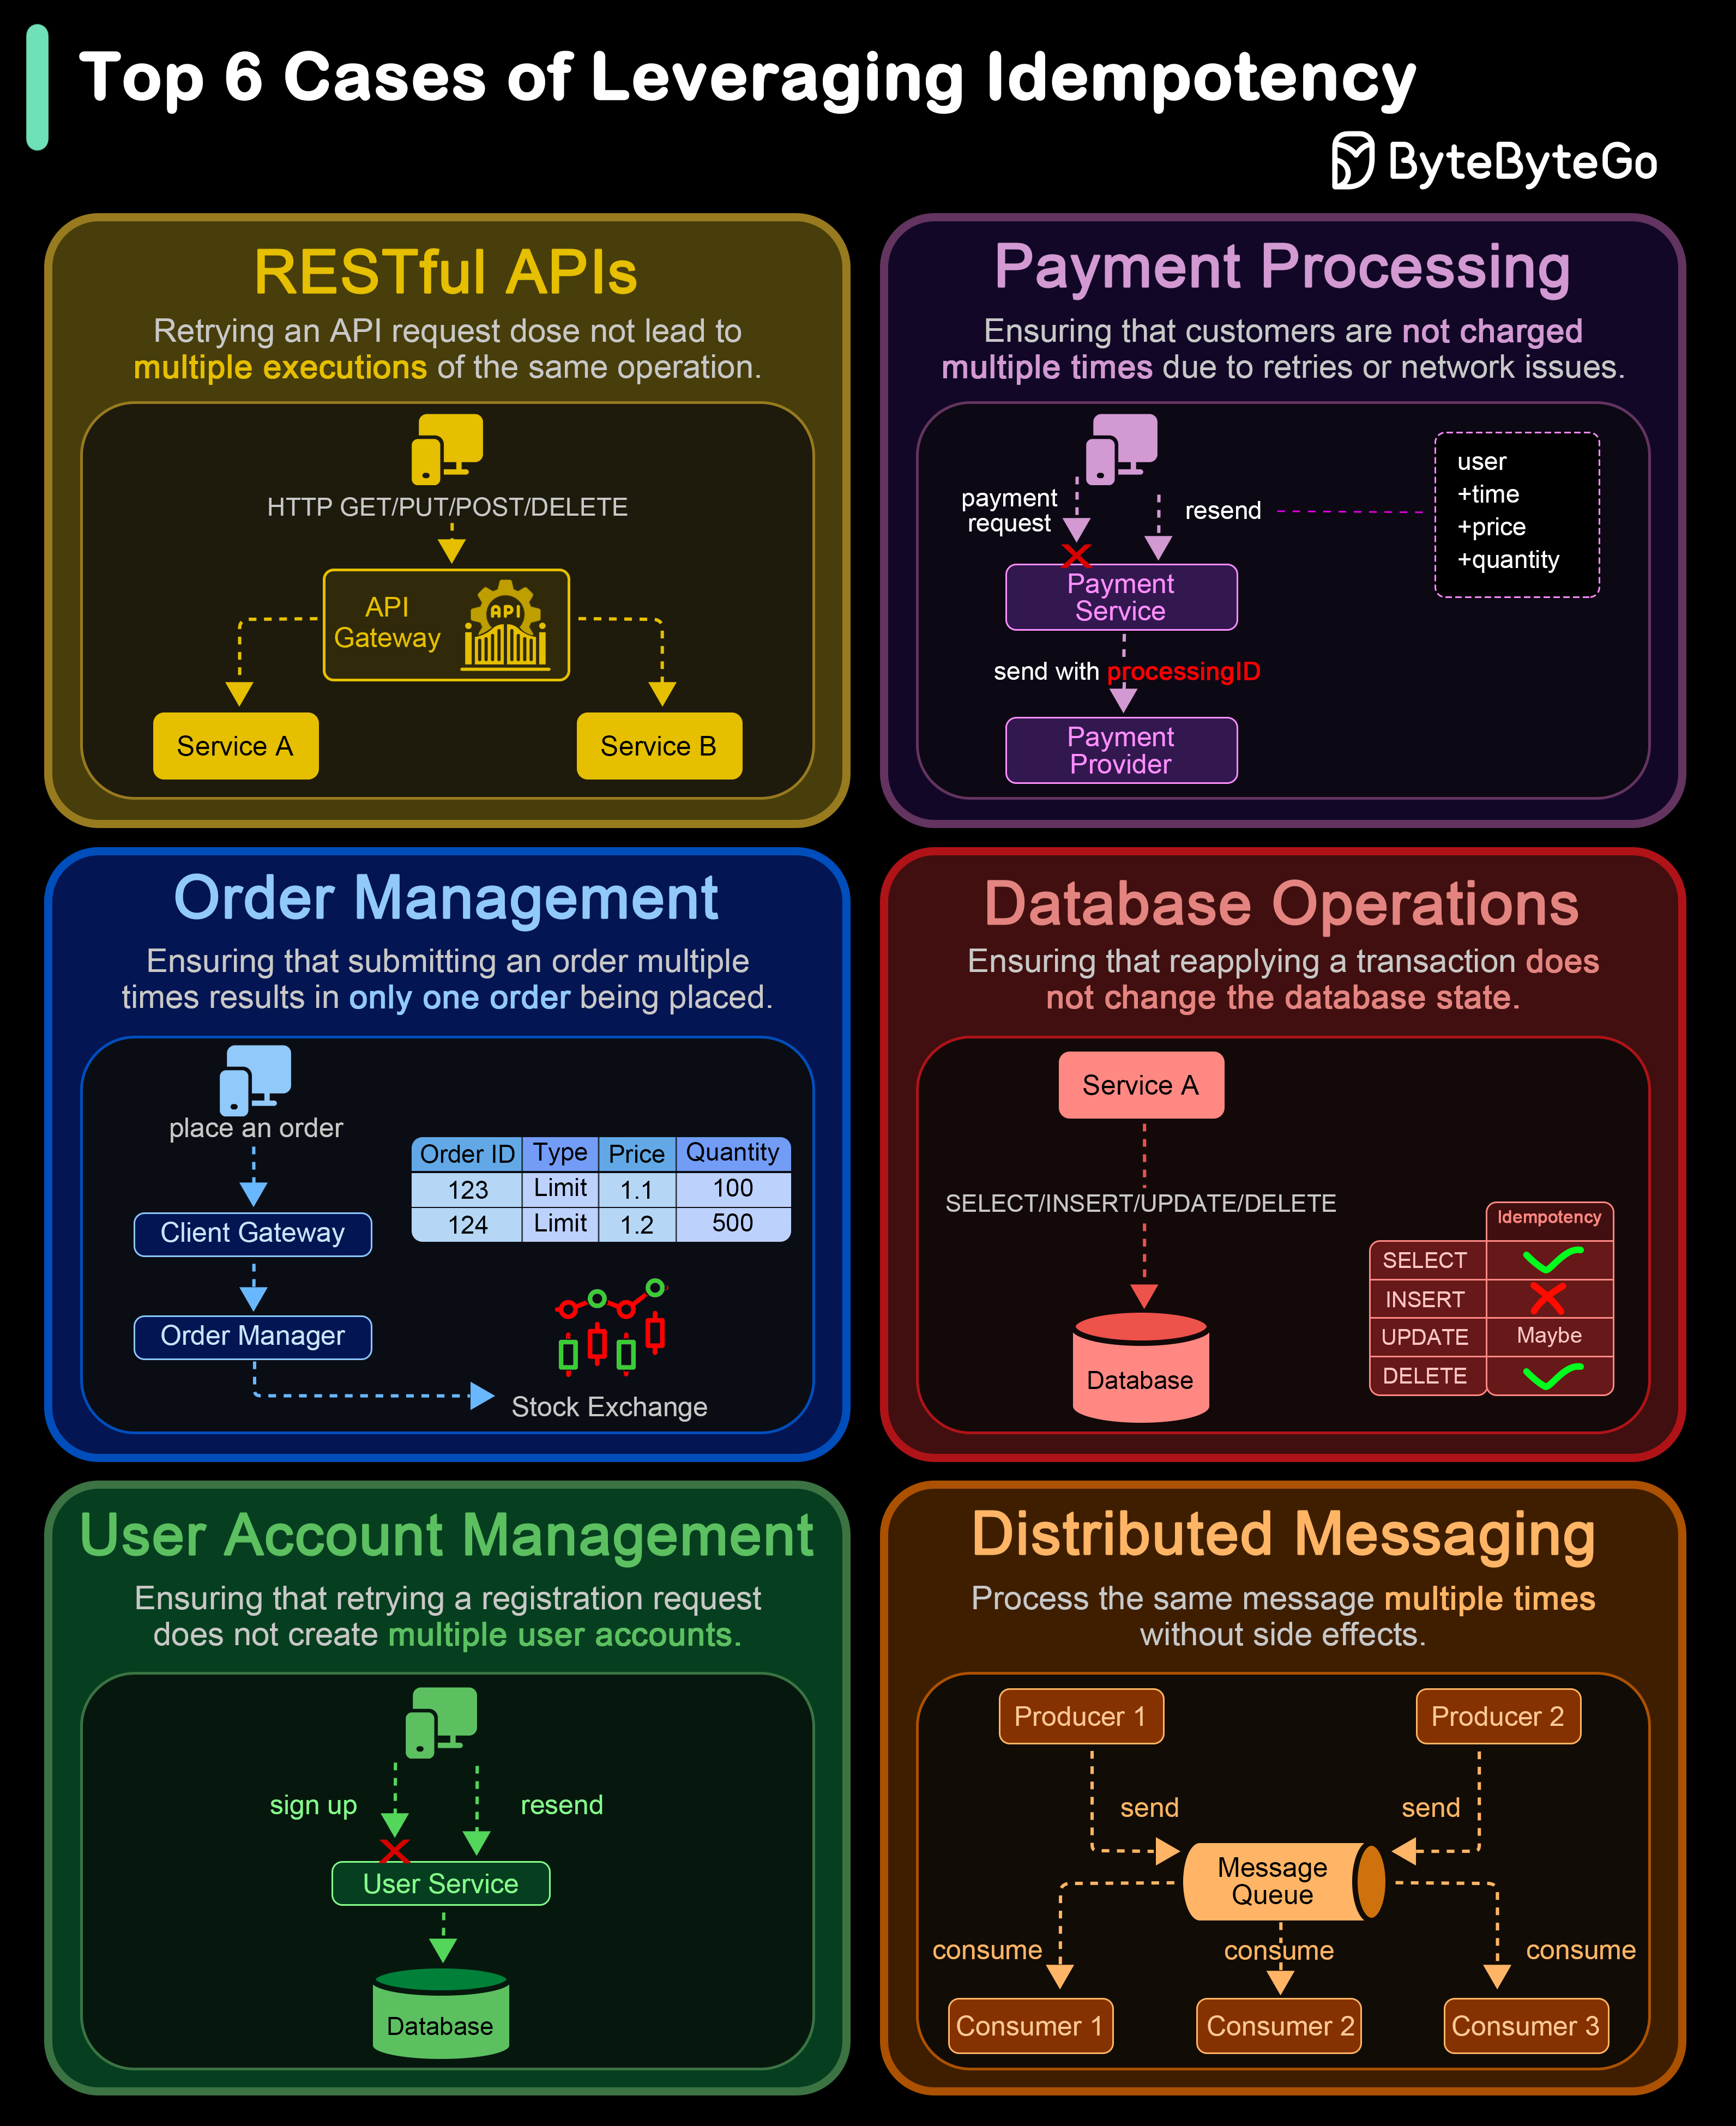 Top 6 Cases of Leveraging Idempotency
ByteByteGo
RESTful APIs
Retrying an API request dose not lead to
multiple executions of the same operation.
HTTP GET/PUT/POST/DELETE
API
Gateway
API
Service A
Service B
Payment Processing
Ensuring that customers are not charged
multiple times due to retries or network issues.
payment
request
resend
user
+time
+price
+quantity
Payment
Service
send with processingID
Payment
Provider
Order Management
Ensuring that submitting an order multiple
times results in only one order being placed.
place an order
Client Gateway
Order Manager
Order ID Type Price Quantity
123 Limit 1.1 100
124 Limit 1.2 500
Stock Exchange
Database Operations
Ensuring that reapplying a transaction does
not change the database state.
Service A
SELECT/INSERT/UPDATE/DELETE
Database
Idempotency
SELECT
INSERT
UPDATE Maybe
DELETE
User Account Management
Ensuring that retrying a registration request
does not create multiple user accounts.
sign up
resend
User Service
Database
Distributed Messaging
Process the same message multiple times
without side effects.
Producer 1
Producer 2
send
send
Message
Queue
consume
consume
consume
Consumer 1
Consumer 2
Consumer 3